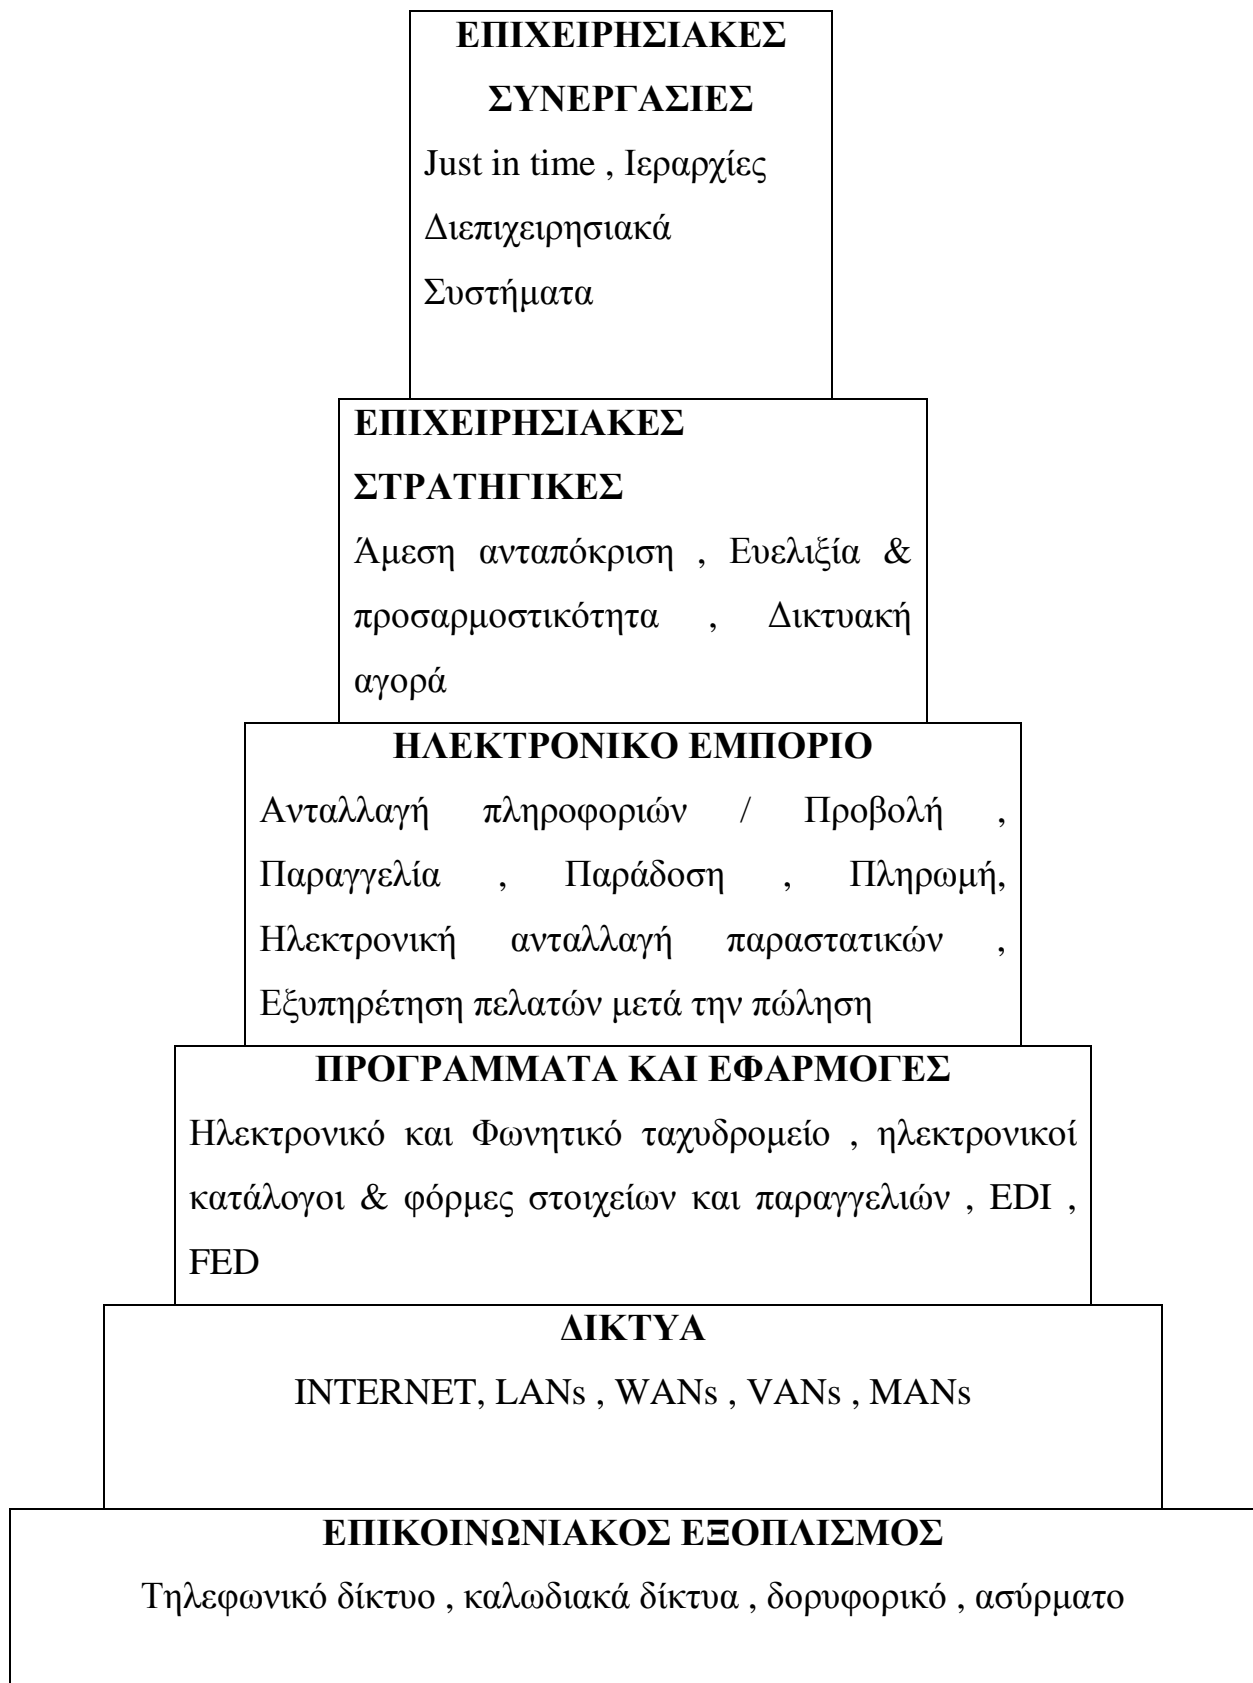 ΕΠΙΧΕΙΡΗΣΙΑΚΕΣ
ΣΥΝΕΡΓΑΣΙΕΣ
Just in time , Ιεραρχίες
Διεπιχειρησιακά
Συστήματα
ΕΠΙΧΕΙΡΗΣΙΑΚΕΣ
ΣΤΡΑΤΗΓΙΚΕΣ
Άμεση ανταπόκριση , Ευελιξία &
προσαρμοστικότητα , Δικτυακή
αγορά
ΗΛΕΚΤΡΟΝΙΚΟ ΕΜΠΟΡΙΟ
Ανταλλαγή πληροφοριών / Προβολή ,
Παραγγελία , Παράδοση , Πληρωμή,
Ηλεκτρονική ανταλλαγή παραστατικών ,
Εξυπηρέτηση πελατών μετά την πώληση
ΠΡΟΓΡΑΜΜΑΤΑ ΚΑΙ ΕΦΑΡΜΟΓΕΣ
Ηλεκτρονικό και Φωνητικό ταχυδρομείο , ηλεκτρονικοί
κατάλογοι & φόρμες στοιχείων και παραγγελιών , EDI ,
FED
ΔΙΚΤΥΑ
INTERNET, LANs , WANs , VANs , MANs
ΕΠΙΚΟΙΝΩΝΙΑΚΟΣ ΕΞΟΠΛΙΣΜΟΣ
Τηλεφωνικό δίκτυο , καλωδιακά δίκτυα , δορυφορικό , ασύρματο